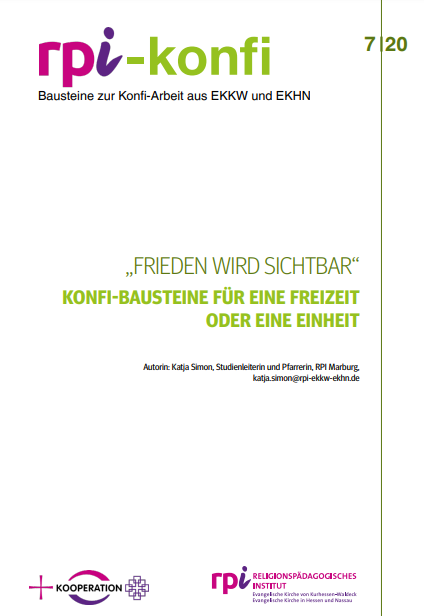 rpi-konfi
7|20
Bausteine zur Konfi-Arbeit aus EKKW und EKHN
„FRIEDEN WIRD SICHTBAR“
KONFI-BAUSTEINE FÜR EINE FREIZEIT
ODER EINE EINHEIT
Autorin: Katja Simon, Studienleiterin und Pfarrerin, RPI Marburg,
katja.simon@rpi-ekkw-ekhn.de
KOOPERATION
rpi RELIGIONSPÄDAGOGISCHES
INSTITUT
Evangelische Kirche von Kurhessen-Waldeck
Evangelische Kirche in Hessen und Nassau